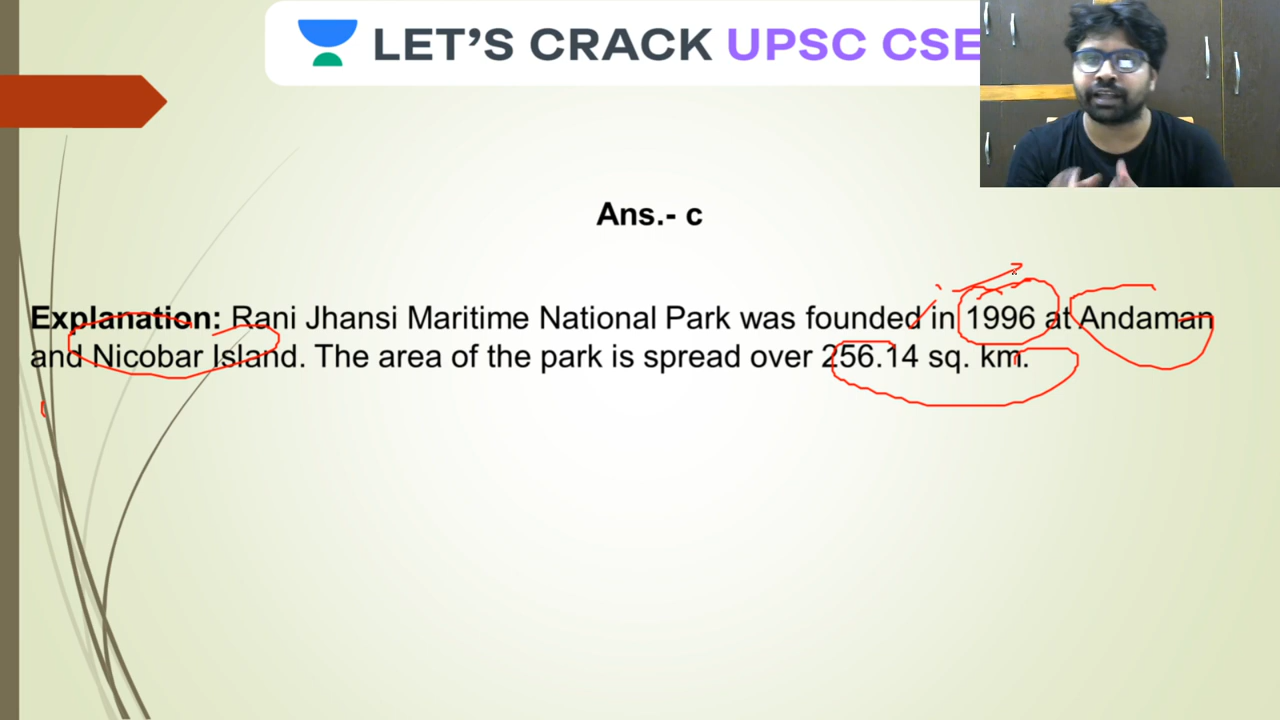 LET'S CRACK UPSC CSE
Ans.- c
Explanation: Rani Jhansi Maritime National Park was founded in 1996 at Andaman
and Nicobar Island. The area of the park is spread over 256.14 sq. km.